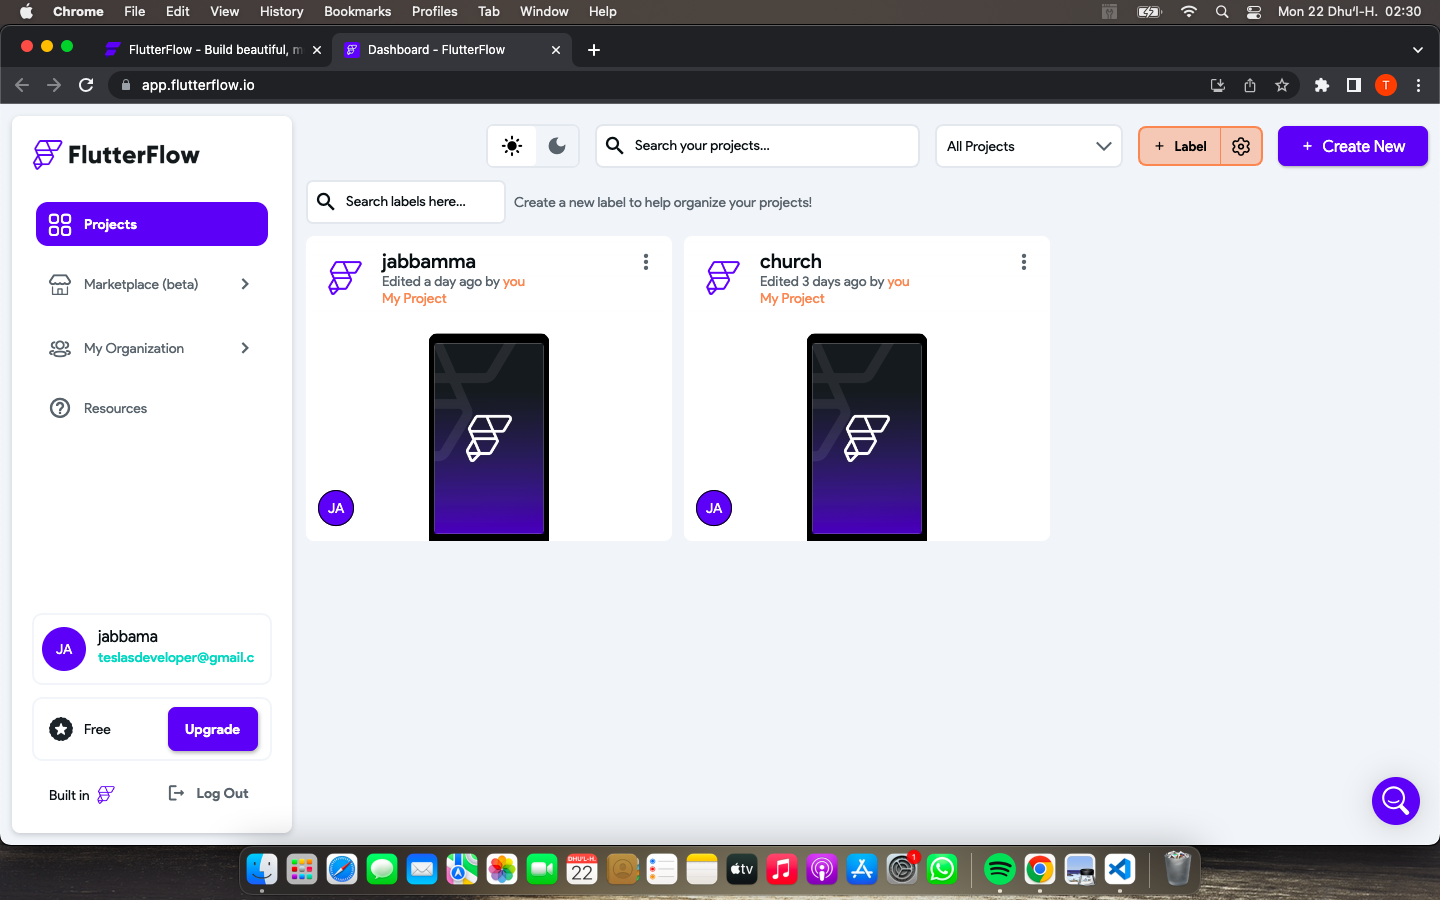 Chrome File Edit View History Bookmarks Profiles Tab Window Help Mon 22 Dhuʻl-H. 02:30
FlutterFlow - Build beautiful, m
Dashboard - FlutterFlow
app.flutterflow.io
T
FlutterFlow
Search your projects...
All Projects
+ Label
+ Create New
Search labels here...
Create a new label to help organize your projects!
Projects
Marketplace (beta)
My Organization
Resources
jabbamma
Edited a day ago by you
My Project
JA
church
Edited 3 days ago by you
My Project
JA
JA
jabbama
teslasdeveloper@gmail.c
Free
Upgrade
Built in
Log Out
DHUʻL-H.
22
tv
1